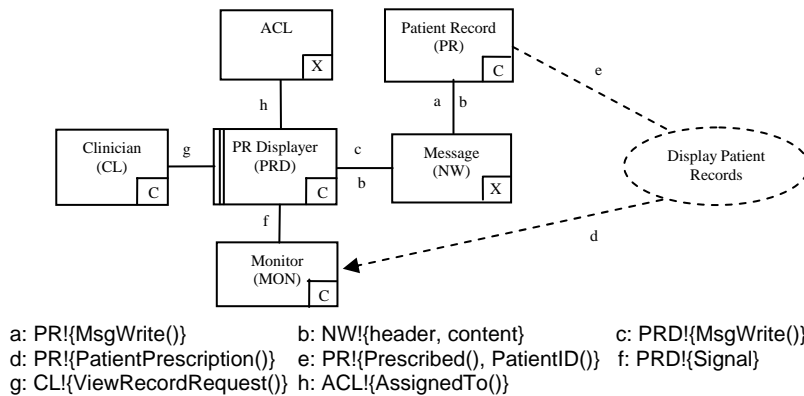 ACL
X
h
Patient Record
(PR)
C
a
b
e
Clinician
(CL)
C
g
PR Displayer
(PRD)
C
c
b
Message
(NW)
X
Display Patient
Records
f
d
Monitor
(MON)
C
a: PR!{MsgWrite()} b: NW!{header, content} c: PRD!{MsgWrite()}
d: PR!{PatientPrescription()} e: PR!{Prescribed(), PatientID()} f: PRD!{Signal}
g: CL!{ViewRecordRequest()} h: ACL!{AssignedTo()}